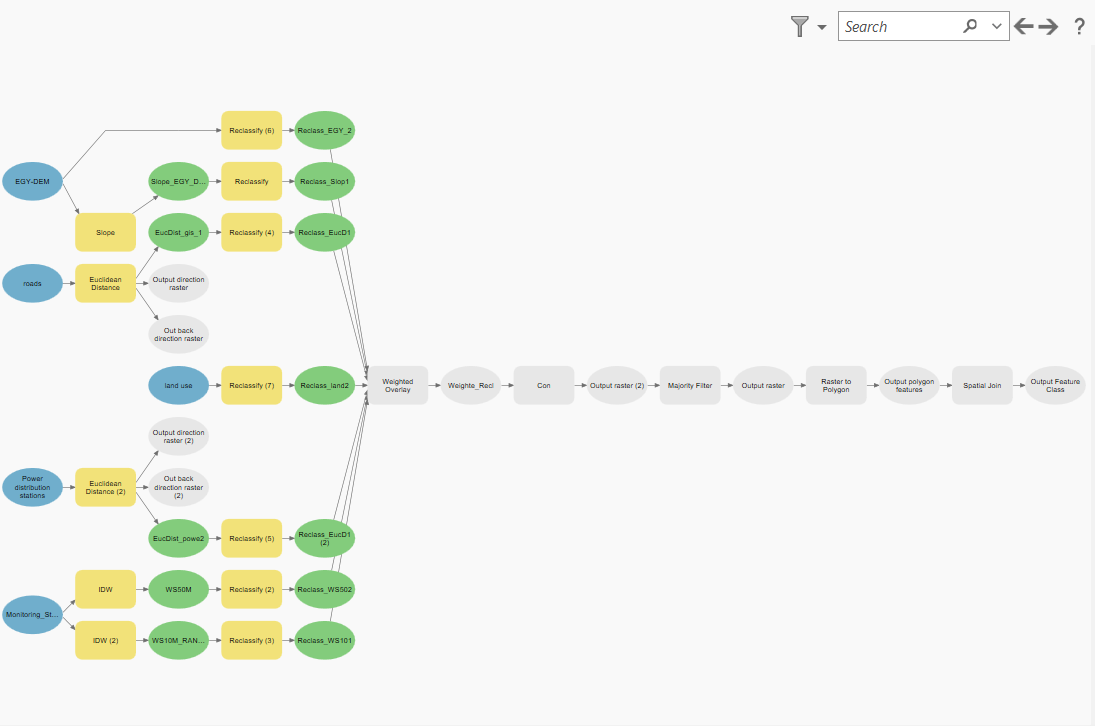 Search
?
Reclassify (6)
Reclass_EGY_2
EGY-DEM
Slope_EGY_D...
Reclassify
Reclass_Slop1
Slope
EucDist_gis_1
Reclassify (4)
Reclass_EucD1
roads
Euclidean
Distance
Output direction
raster
Out back
direction raster
land use
Reclassify (7)
Reclass_land2
Weighted
Overlay
Weighte_Recl
Con
Output raster (2)
Majority Filter
Output raster
Raster to
Polygon
Output polygon
features
Spatial Join
Output Feature
Class
Output direction
raster (2)
Power
distribution
stations
Euclidean
Distance (2)
Out back
direction raster
(2)
EucDist_powe2
Reclassify (5)
Reclass_EucD1
(2)
IDW
WS50M
Reclassify (2)
Reclass_WS502
Monitoring_St...
IDW (2)
WS10M_RAN...
Reclassify (3)
Reclass_WS101